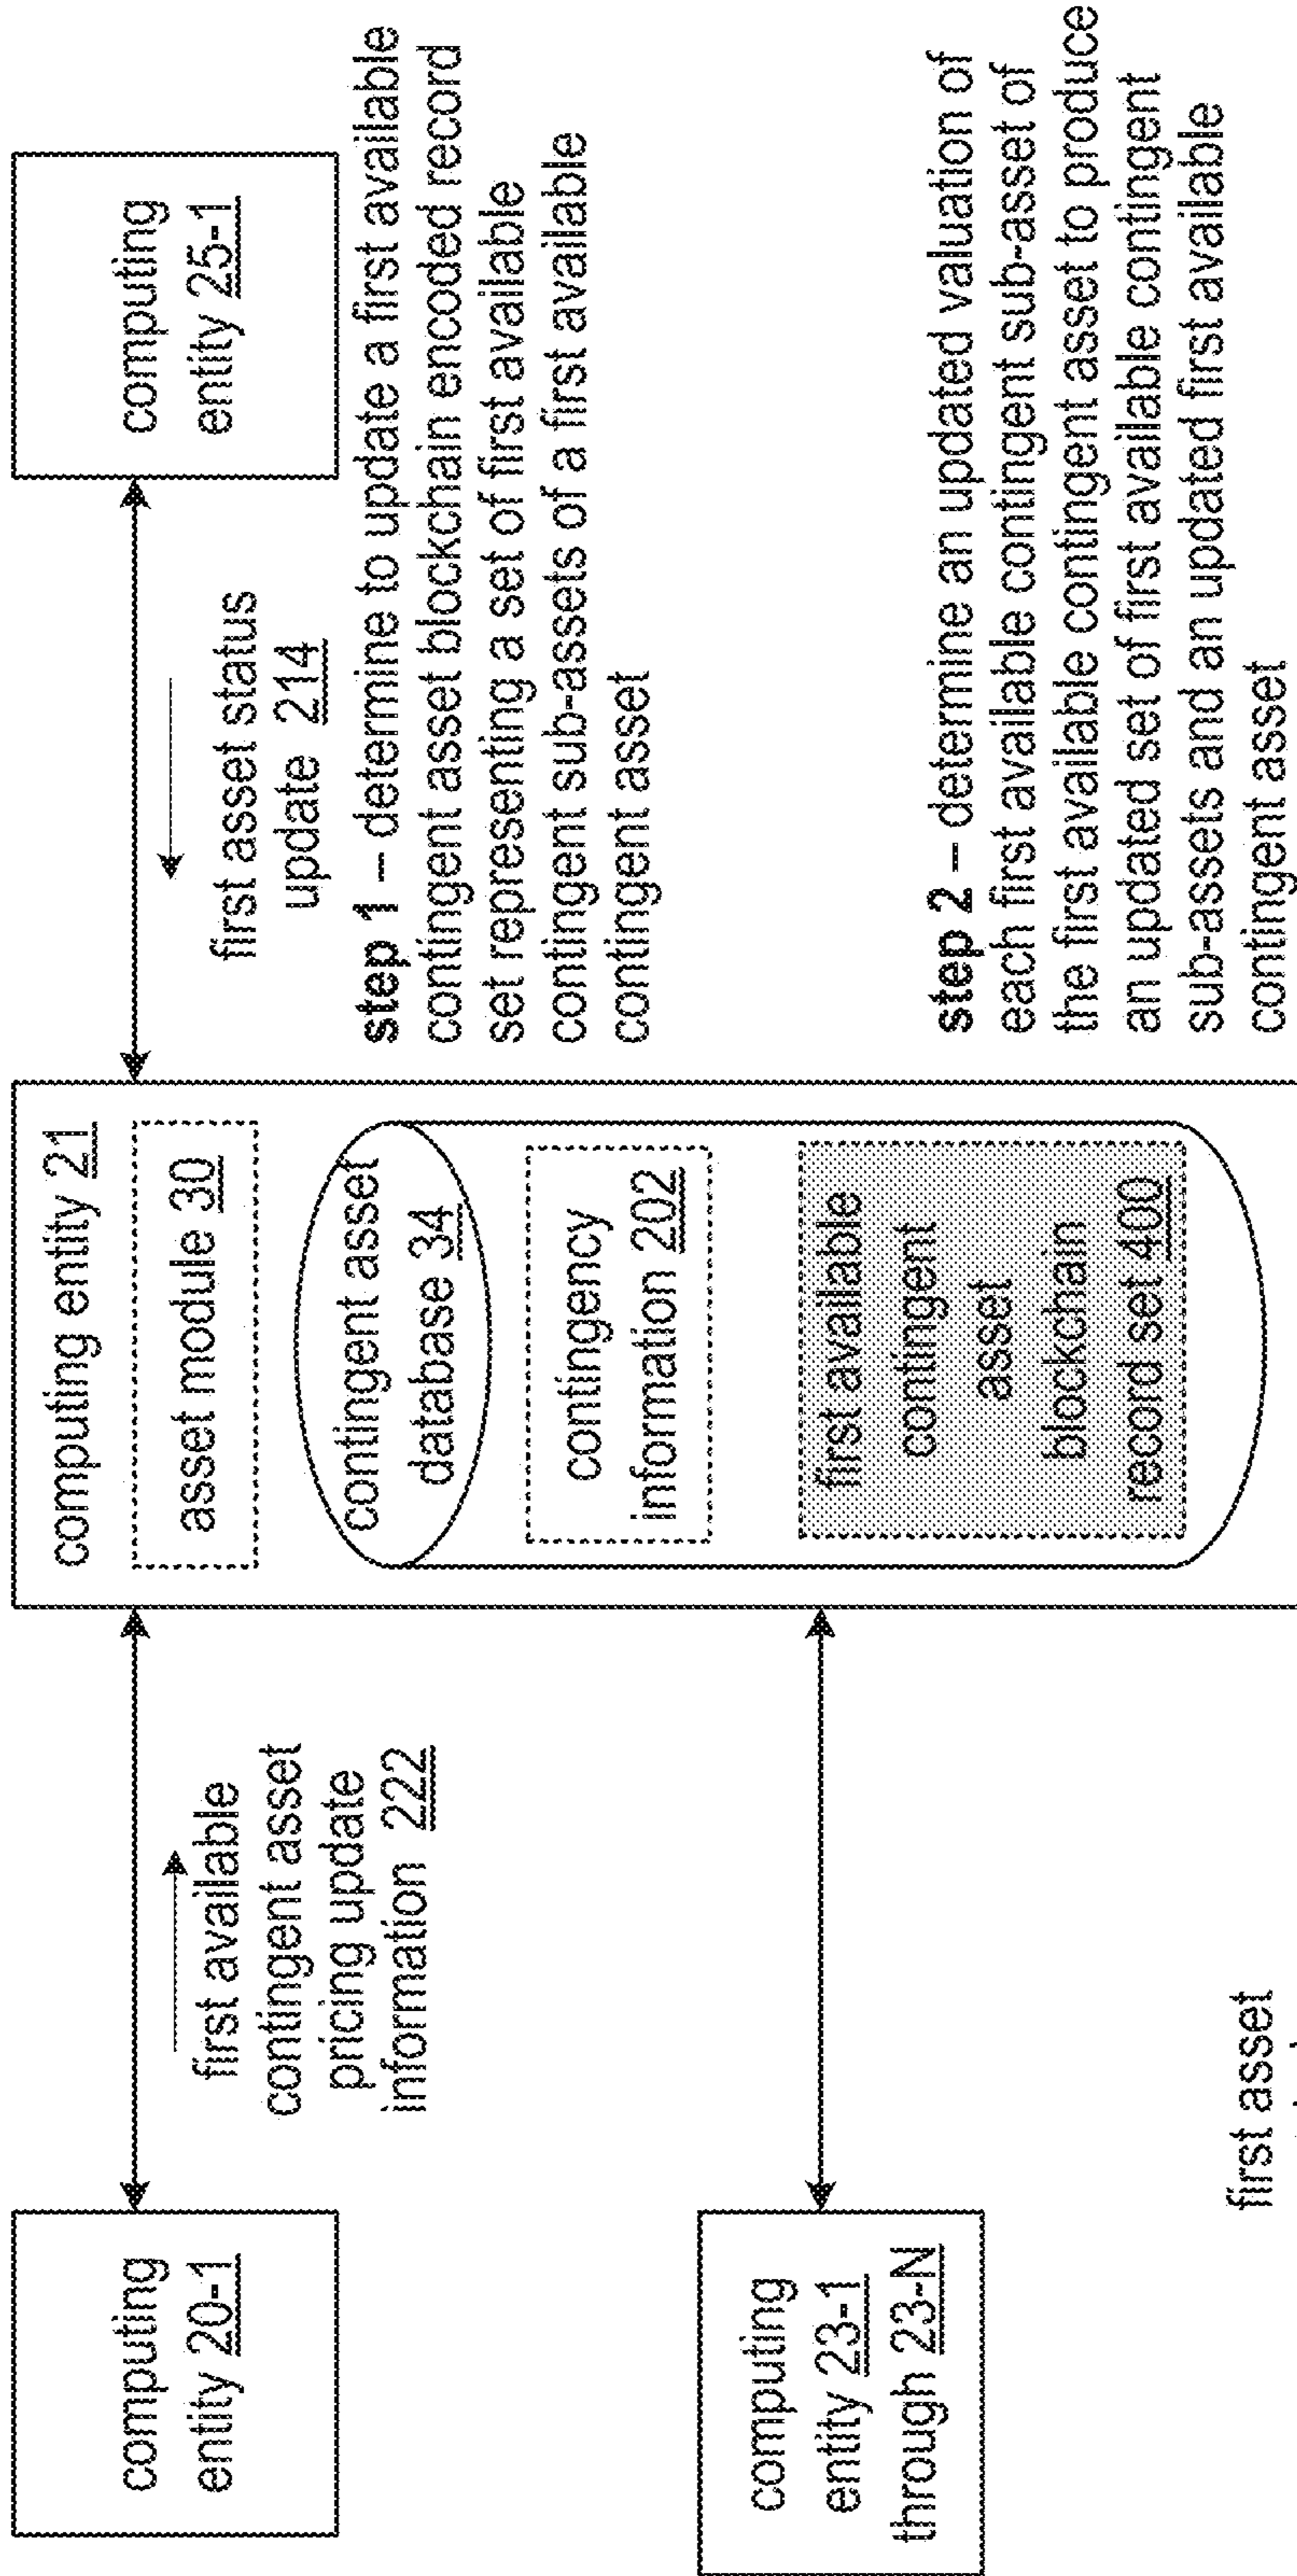 computing
entity 20-1
first available
contingent asset
pricing update
information 222
computing
entity 23-1
through 23-N
first asset
computing entity 21
asset module 30
contingent asset
database 34
contingency
information 202
first available
contingent
asset
blockchain
record set 400
computing
entity 25-1
first asset status
update 214
step 1 – determine to update a first available
contingent asset blockchain encoded record
set representing a set of first available
contingent sub-assets of a first available
contingent asset
step 2 – determine an updated valuation of
each first available contingent sub-asset of
the first available contingent asset to produce
an updated set of first available contingent
sub-assets and an updated first available
contingent asset